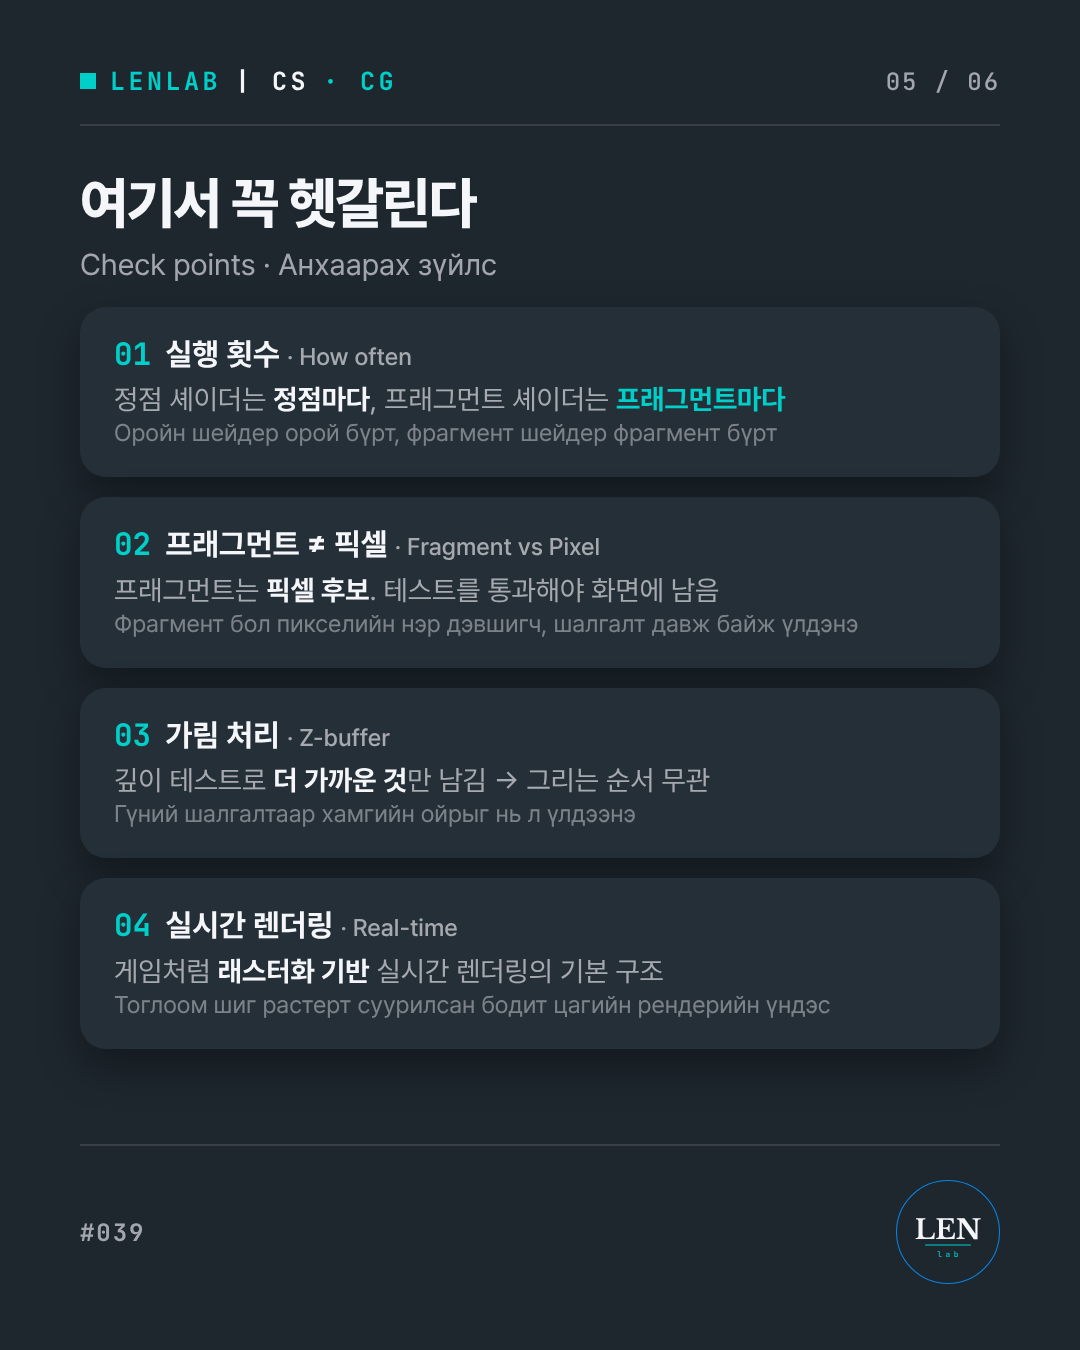 LENLAB | CS · CG
05 / 06
여기서 꼭 헷갈린다
Check points · Анхаарах зүйлс
01 실행 횟수 · How often
정점 셰이더는 정점마다, 프래그먼트 셰이더는 프래그먼트마다
Оройн шейдер орой бүрт, фрагмент шейдер фрагмент бүрт
02 프래그먼트 ≠ 픽셀 · Fragment vs Pixel
프래그먼트는 픽셀 후보. 테스트를 통과해야 화면에 남음
Фрагмент бол пикселийн нэр дэвшигч, шалгалт давж байж үлдэнэ
03 가림 처리 · Z-buffer
깊이 테스트로 더 가까운 것만 남김 → 그리는 순서 무관
Гүний шалгалтаар хамгийн ойрыг нь л үлдээнэ
04 실시간 렌더링 · Real-time
게임처럼 래스터화 기반 실시간 렌더링의 기본 구조
Тоглоом шиг растерт суурилсан бодит цагийн рендерийн үндэс
#039
LEN
lab